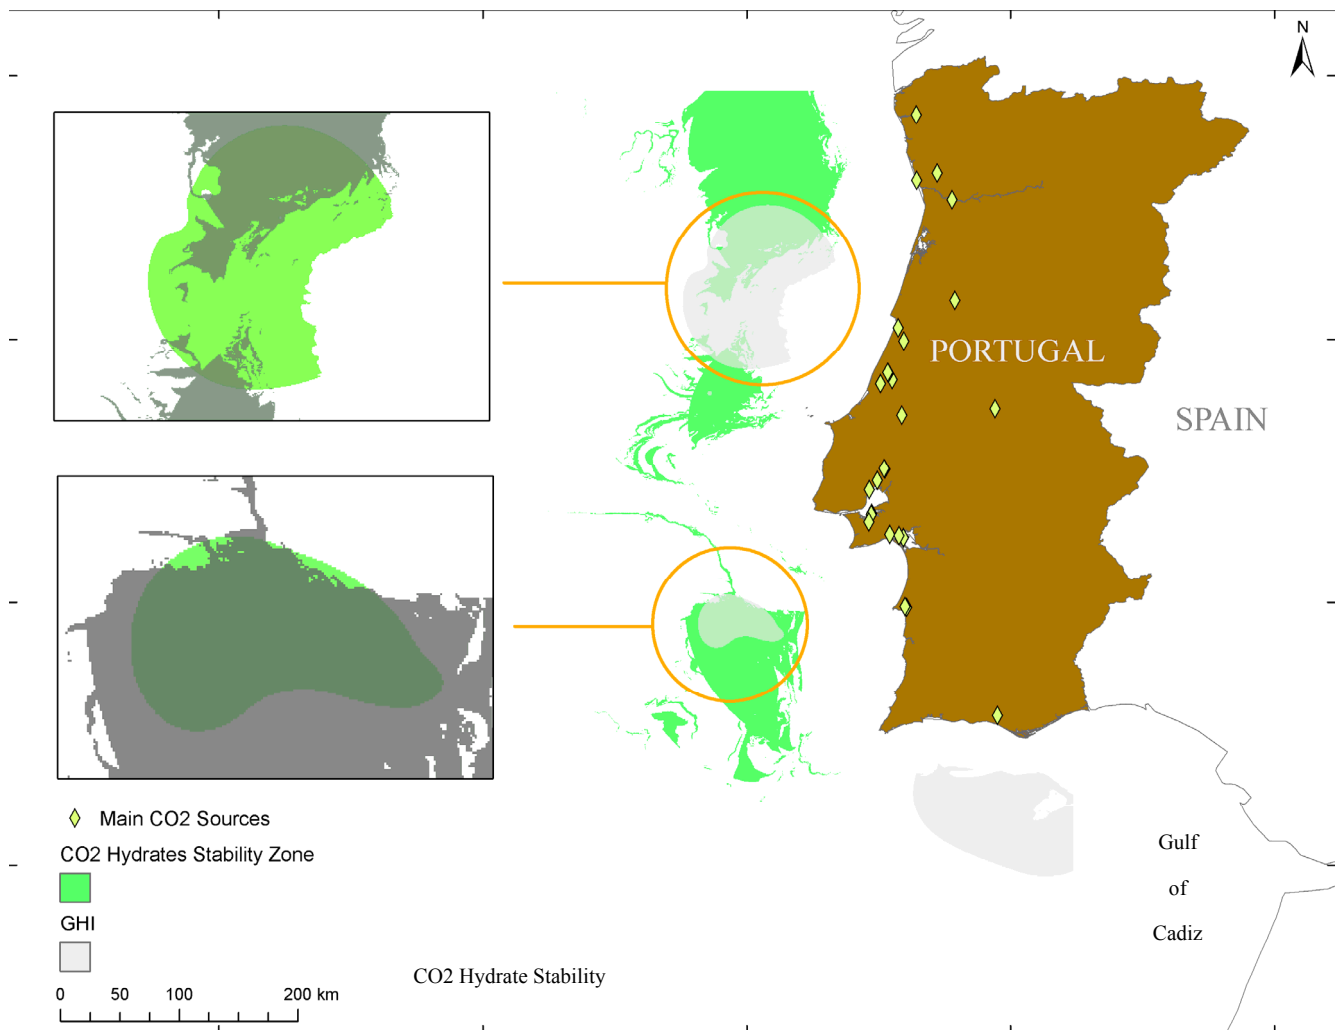 N
PORTUGAL
SPAIN
Main CO2 Sources
CO2 Hydrates Stability Zone
GHI
0 50 100 200 km
CO2 Hydrate Stability
Gulf
of
Cadiz